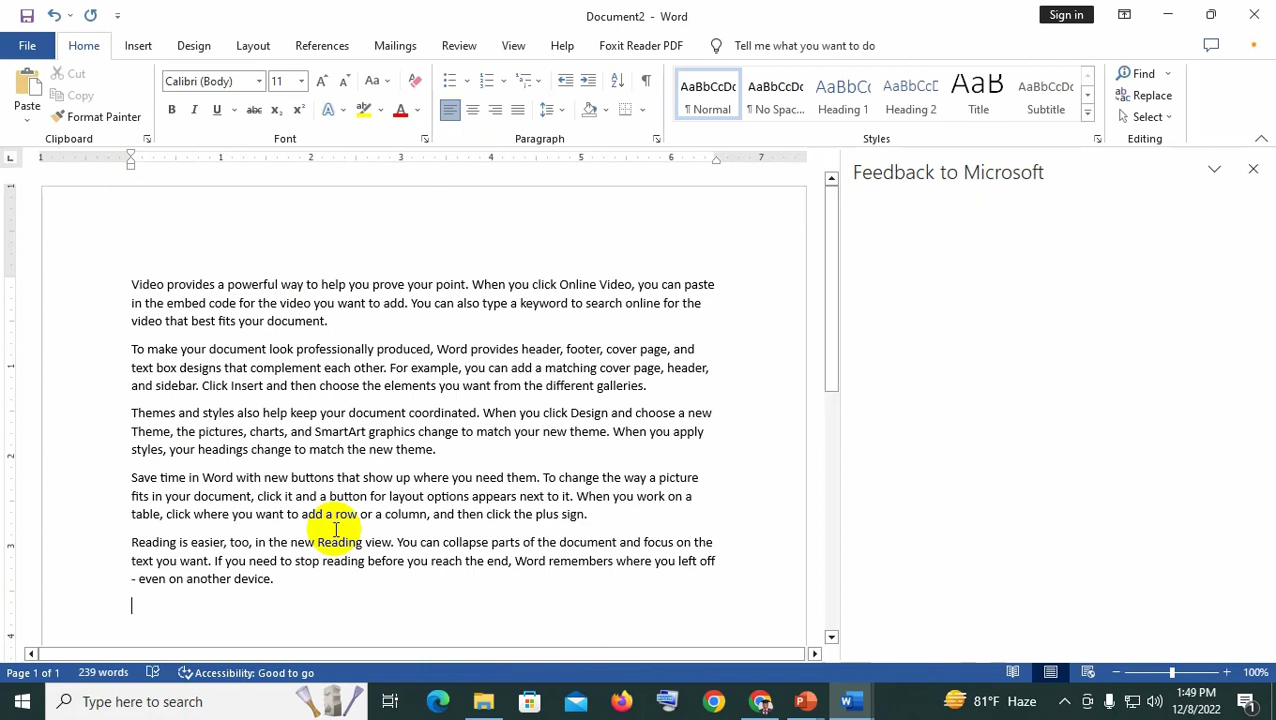 Document2 - Word
Sign in
File Home Insert Design Layout References Mailings Review View Help Foxit Reader PDF Tell me what you want to do
Paste
Cut
Copy
Format Painter
Clipboard
Calibri (Body) 11
Font
Paragraph
AaBbCcDc AaBbCcDc AaBbCcD AaBbCcD AaB AaBbCcDc
¶ Normal ¶ No Spac... Heading 1 Heading 2 Title Subtitle
Styles
Find
Replace
Select
Editing
Feedback to Microsoft
Video provides a powerful way to help you prove your point. When you click Online Video, you can paste
in the embed code for the video you want to add. You can also type a keyword to search online for the
video that best fits your document.
To make your document look professionally produced, Word provides header, footer, cover page, and
text box designs that complement each other. For example, you can add a matching cover page, header,
and sidebar. Click Insert and then choose the elements you want from the different galleries.
Themes and styles also help keep your document coordinated. When you click Design and choose a new
Theme, the pictures, charts, and SmartArt graphics change to match your new theme. When you apply
styles, your headings change to match the new theme.
Save time in Word with new buttons that show up where you need them. To change the way a picture
fits in your document, click it and a button for layout options appears next to it. When you work on a
table, click where you want to add a row or a column, and then click the plus sign.
Reading is easier, too, in the new Reading view. You can collapse parts of the document and focus on the
text you want. If you need to stop reading before you reach the end, Word remembers where you left off
- even on another device.
Page 1 of 1 239 words Accessibility: Good to go 100%
Type here to search
81°F Haze
1:49 PM
12/8/2022